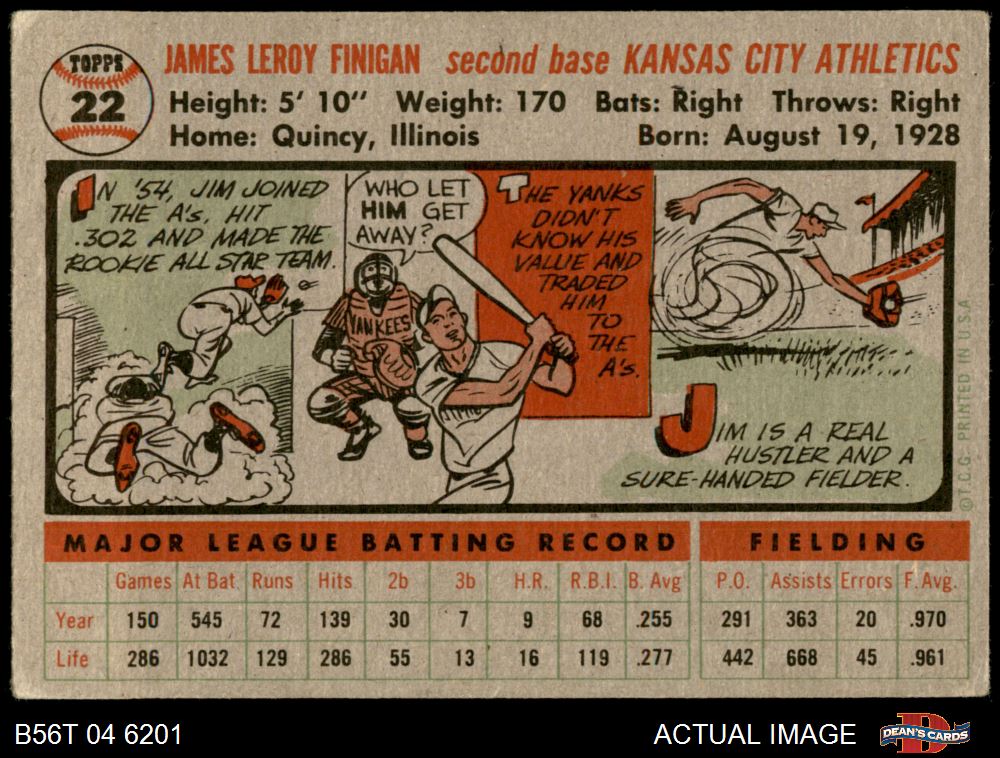 TOPPS
22
JAMES LEROY FINIGAN second base KANSAS CITY ATHLETICS
Height: 5' 10" Weight: 170 Bats: Right Throws: Right
Home: Quincy, Illinois Born: August 19, 1928
IN '54, JIM JOINED
THE A's, HIT
.302 AND MADE THE
ROOKIE ALL STAR TEAM.
WHO LET
HIM GET
AWAY?
YANKEES
THE YANKS
DIDN'T
KNOW HIS
VALUE AND
TRADED
HIM
TO
THE
A's.
JIM IS A REAL
HUSTLER AND A
SURE-HANDED FIELDER.
©T.C.G. PRINTED IN U.S.A.
MAJOR LEAGUE BATTING RECORD FIELDING
Games At Bat Runs Hits 2b 3b H.R. R.B.I. B. Avg P.O. Assists Errors F. Avg.
Year 150 545 72 139 30 7 9 68 .255 291 363 20 .970
Life 286 1032 129 286 55 13 16 119 .277 442 668 45 .961
B56T 04 6201 ACTUAL IMAGE
D
DEAN'S CARDS